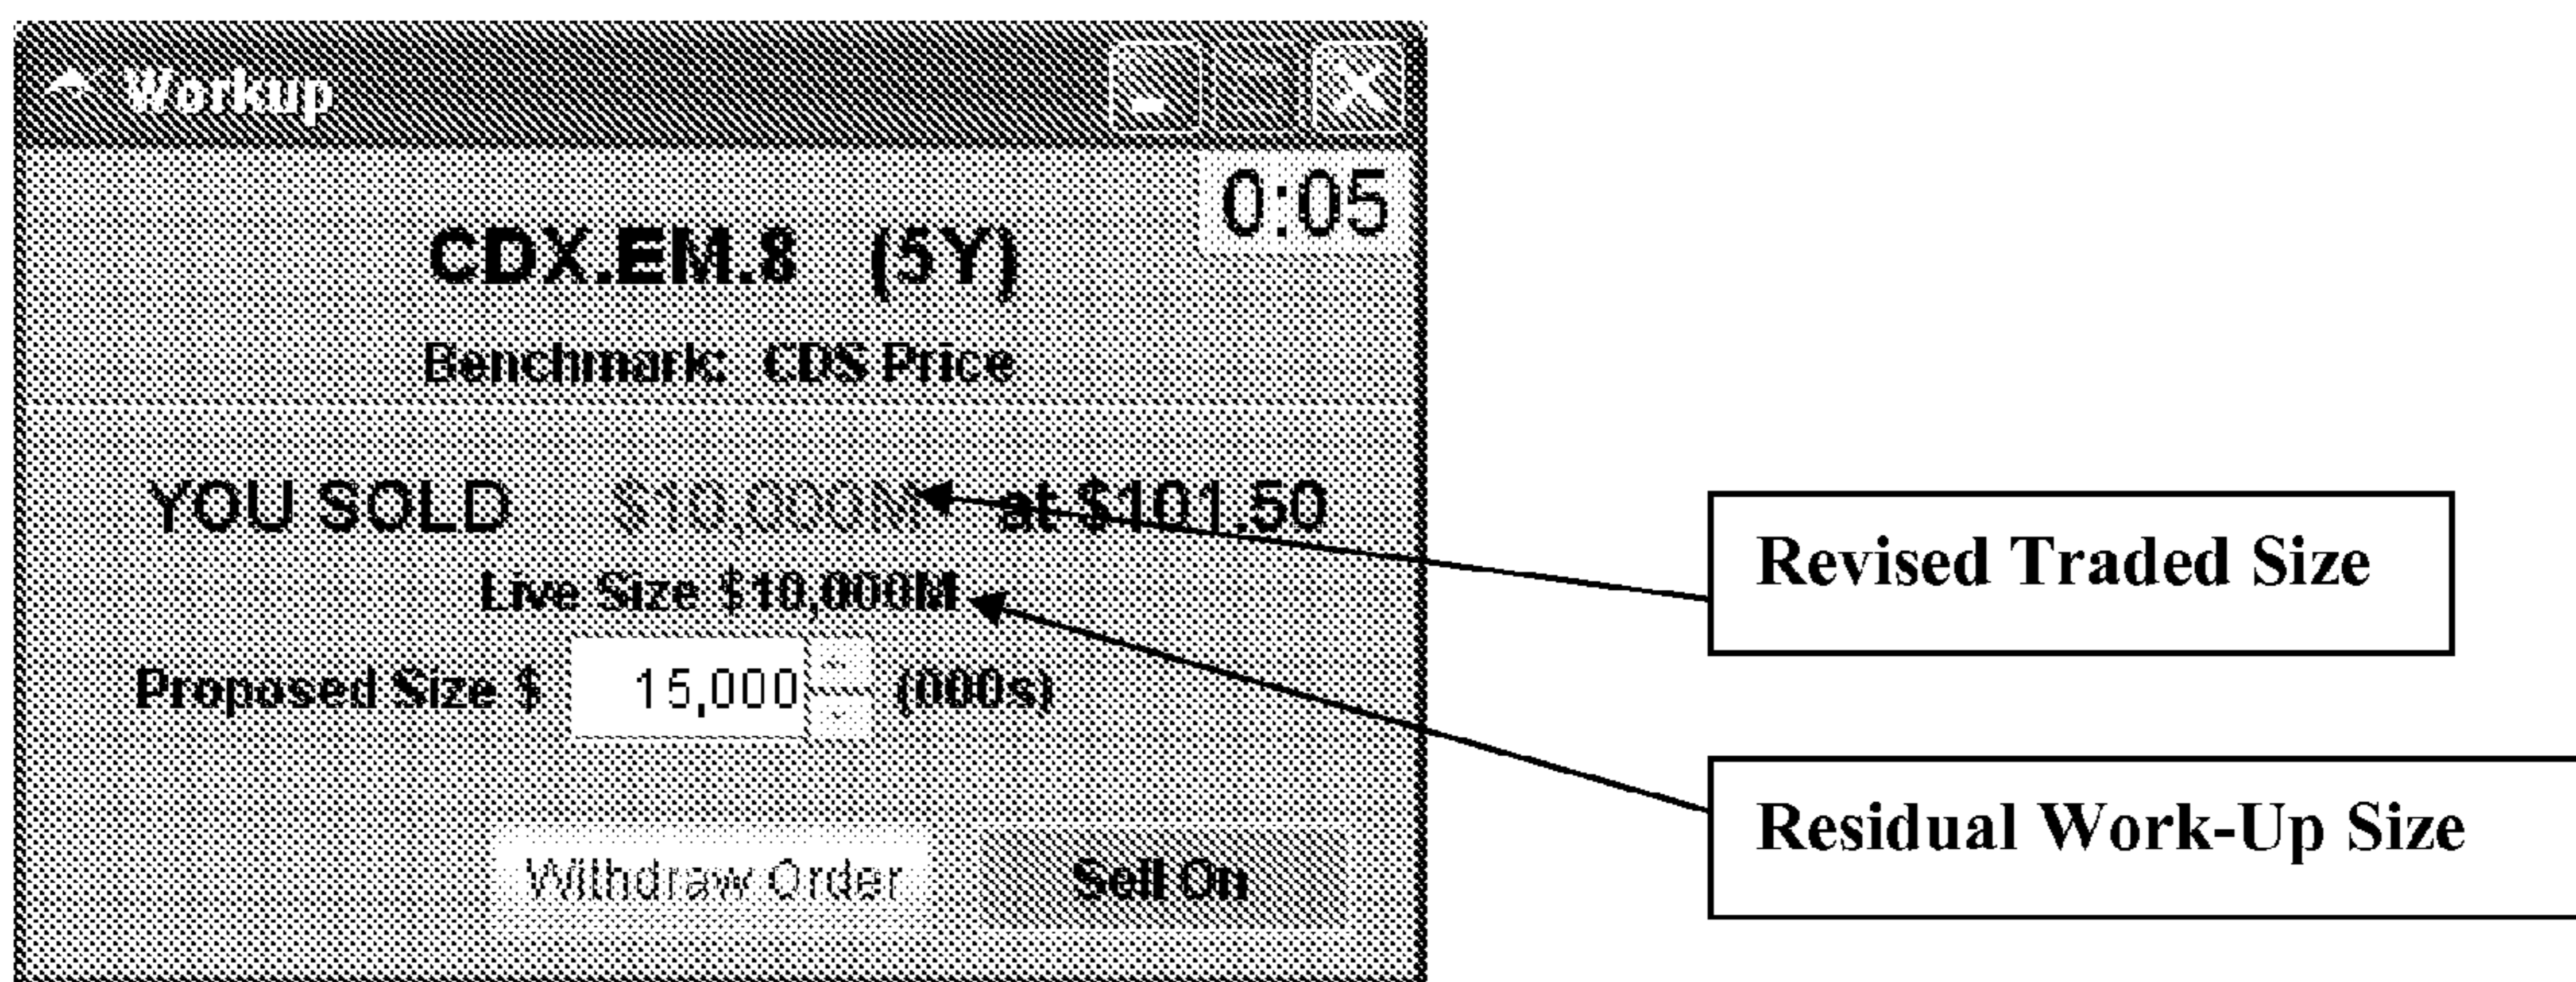 Workup
0:05
CDX.EM.8 (5Y)
Benchmark: CDS Price
YOU SOLD $10,000M at $101.50
Revised Traded Size
Live Size $10,000M
Proposed Size $ 15,000 (000s)
Residual Work-Up Size
Withdraw Order Sell On